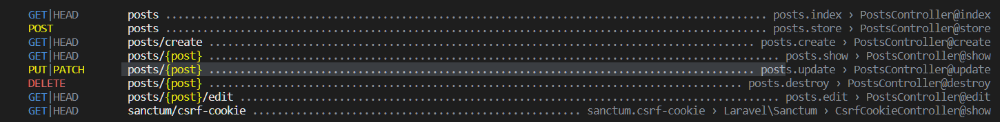 GET|HEAD posts ................................................................................................. posts.index › PostsController@index
POST posts ................................................................................................. posts.store › PostsController@store
GET|HEAD posts/create ........................................................................................ posts.create › PostsController@create
GET|HEAD posts/{post} ............................................................................................ posts.show › PostsController@show
PUT|PATCH posts/{post} ........................................................................................ posts.update › PostsController@update
DELETE posts/{post} ...................................................................................... posts.destroy › PostsController@destroy
GET|HEAD posts/{post}/edit ....................................................................................... posts.edit › PostsController@edit
GET|HEAD sanctum/csrf-cookie ..................................................... sanctum.csrf-cookie › Laravel\Sanctum › CsrfCookieController@show